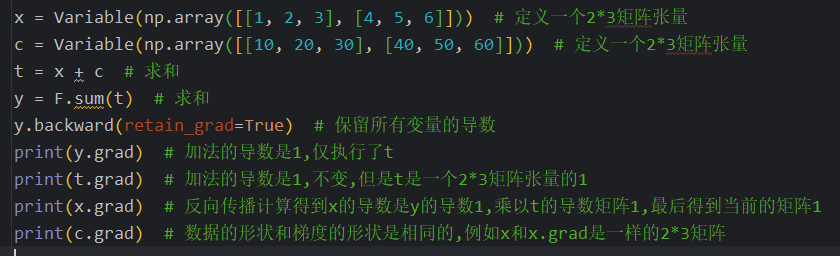 x = Variable(np.array([[1, 2, 3], [4, 5, 6]]))  # 定义一个2*3矩阵张量
c = Variable(np.array([[10, 20, 30], [40, 50, 60]]))  # 定义一个2*3矩阵张量
t = x + c  # 求和
y = F.sum(t)  # 求和
y.backward(retain_grad=True)  # 保留所有变量的导数
print(y.grad)  # 加法的导数是1,仅执行了t
print(t.grad)  # 加法的导数是1,不变,但是t是一个2*3矩阵张量的1
print(x.grad)  # 反向传播计算得到x的导数是y的导数1,乘以t的导数矩阵1,最后得到当前的矩阵1
print(c.grad)  # 数据的形状和梯度的形状是相同的,例如x和x.grad是一样的2*3矩阵